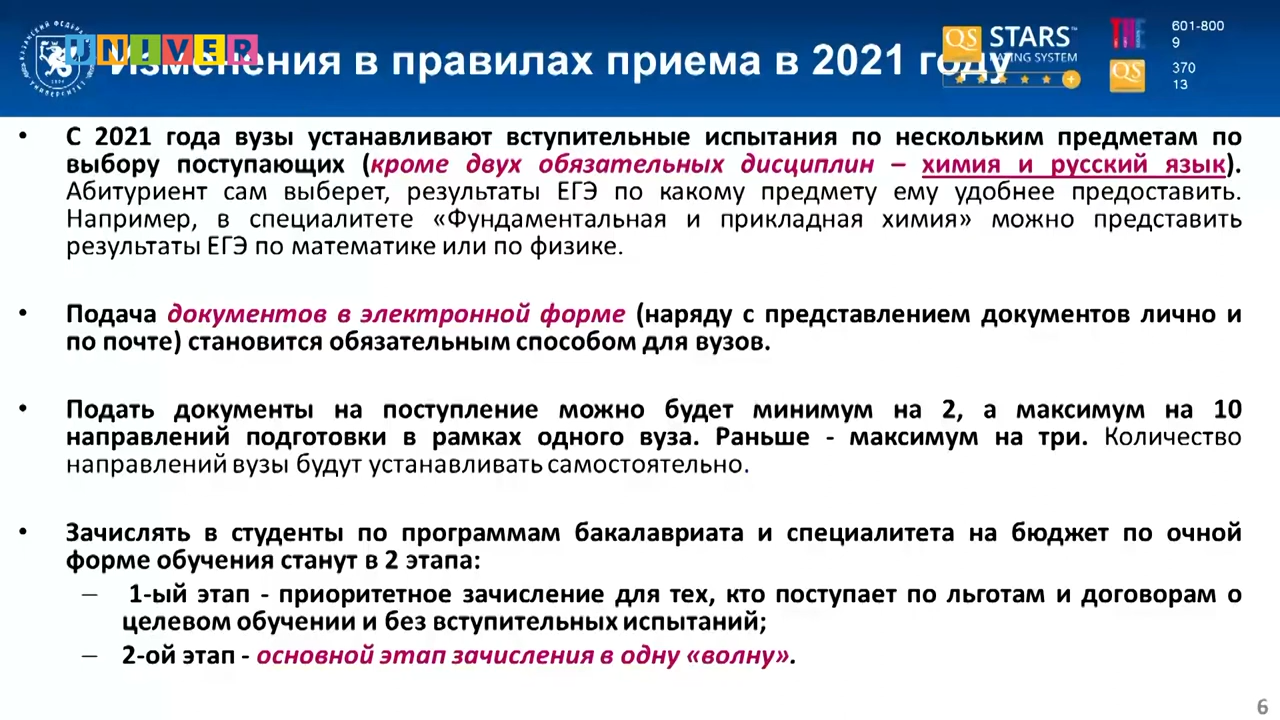 UNIVER
Изменения в правилах приема в 2021 году
QS STARS™
RATING SYSTEM
THE
601-800
9
QS
370
13
• С 2021 года вузы устанавливают вступительные испытания по нескольким предметам по
выбору поступающих (кроме двух обязательных дисциплин – химия и русский язык).
Абитуриент сам выберет, результаты ЕГЭ по какому предмету ему удобнее предоставить.
Например, в специалитете «Фундаментальная и прикладная химия» можно представить
результаты ЕГЭ по математике или по физике.
• Подача документов в электронной форме (наряду с представлением документов лично и
по почте) становится обязательным способом для вузов.
• Подать документы на поступление можно будет минимум на 2, а максимум на 10
направлений подготовки в рамках одного вуза. Раньше - максимум на три. Количество
направлений вузы будут устанавливать самостоятельно.
• Зачислять в студенты по программам бакалавриата и специалитета на бюджет по очной
форме обучения станут в 2 этапа:
– 1-ый этап - приоритетное зачисление для тех, кто поступает по льготам и договорам о
целевом обучении и без вступительных испытаний;
– 2-ой этап - основной этап зачисления в одну «волну».
6